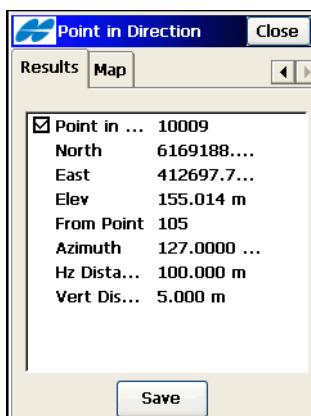 Point in Direction Close
Results Map
Point in ... 10009
North 6169188....
East 412697.7...
Elev 155.014 m
From Point 105
Azimuth 127.0000 ...
Hz Dista... 100.000 m
Vert Dis... 5.000 m
Save